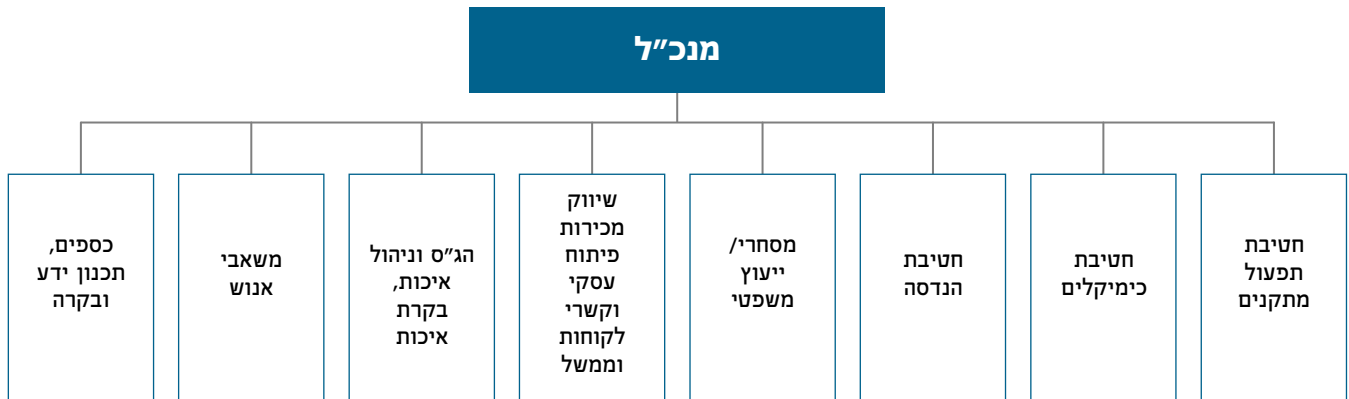 מנכ״ל
חטיבת
תפעול
מתקנים
חטיבת
כימיקלים
חטיבת
הנדסה
מסחרי/
ייעוץ
משפטי
שיווק
מכירות
פיתוח
עסקי
וקשרי
לקוחות
וממשל
הג״ס וניהול
איכות,
בקרת
איכות
משאבי
אנוש
כספים,
תכנון ידע
ובקרה